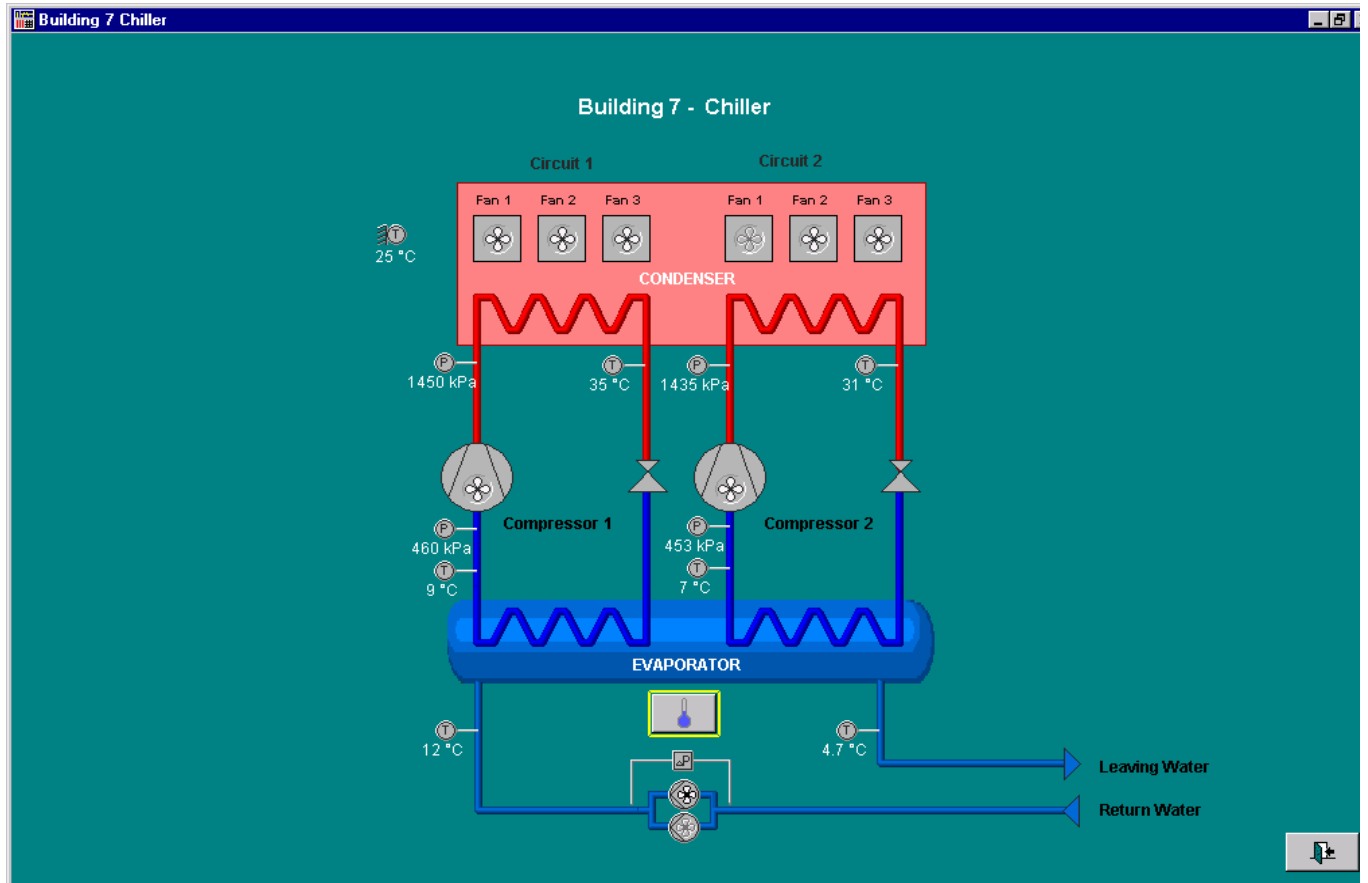 Building 7 Chiller
Building 7 - Chiller
Circuit 1
Circuit 2
Fan 1 Fan 2 Fan 3
Fan 1 Fan 2 Fan 3
T
25 °C
CONDENSER
P
1450 kPa
T
35 °C
P
1435 kPa
T
31 °C
Compressor 1
Compressor 2
P
460 kPa
T
9 °C
P
453 kPa
T
7 °C
EVAPORATOR
T
12 °C
T
4.7 °C
△P
Leaving Water
Return Water